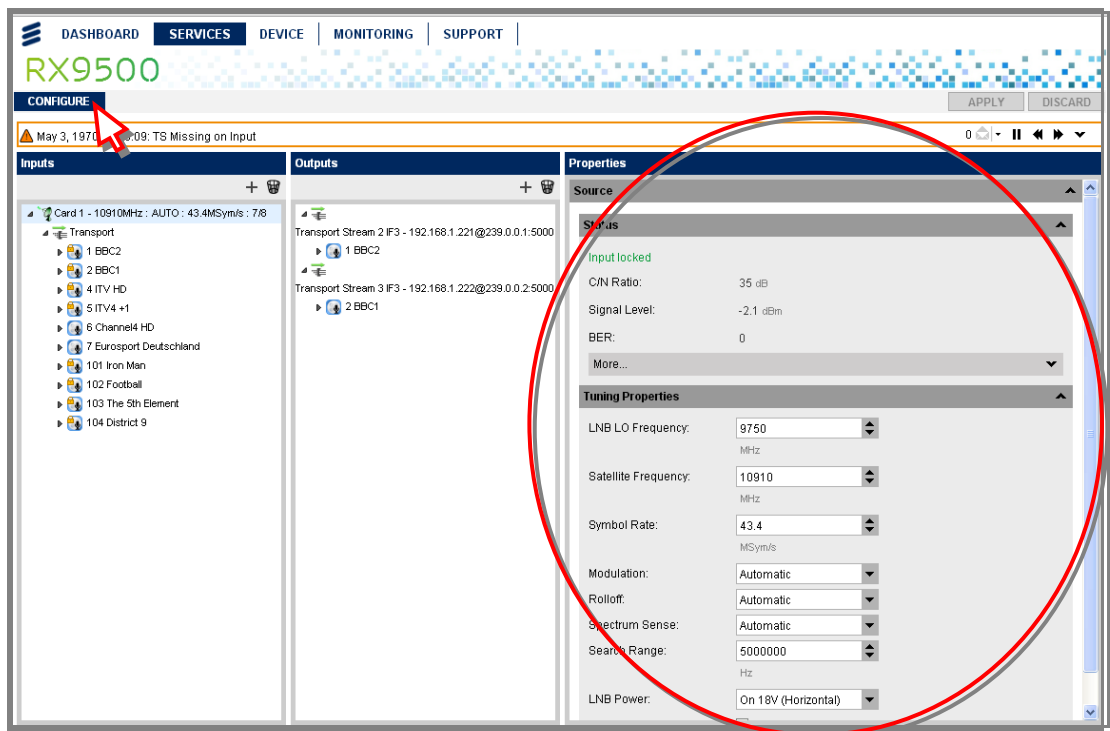 DASHBOARD SERVICES DEVICE MONITORING SUPPORT
RX9500
CONFIGURE APPLY DISCARD
May 3, 1970 :09: TS Missing on Input 0
Inputs Outputs Properties
Source
Card 1 - 10910MHz : AUTO : 43.4MSym/s : 7/8
Transport
1 BBC2
2 BBC1
4 ITV HD
5 ITV4 +1
6 Channel4 HD
7 Eurosport Deutschland
101 Iron Man
102 Football
103 The 5th Element
104 District 9
Transport Stream 2 IF3 - 192.168.1.221@239.0.0.1:5000
1 BBC2
Transport Stream 3 IF3 - 192.168.1.222@239.0.0.2:5000
2 BBC1
Status
Input locked
C/N Ratio: 35 dB
Signal Level: -2.1 dBm
BER: 0
More...
Tuning Properties
LNB LO Frequency: 9750
MHz
Satellite Frequency: 10910
MHz
Symbol Rate: 43.4
MSym/s
Modulation: Automatic
Rolloff: Automatic
Spectrum Sense: Automatic
Search Range: 5000000
Hz
LNB Power: On 18V (Horizontal)